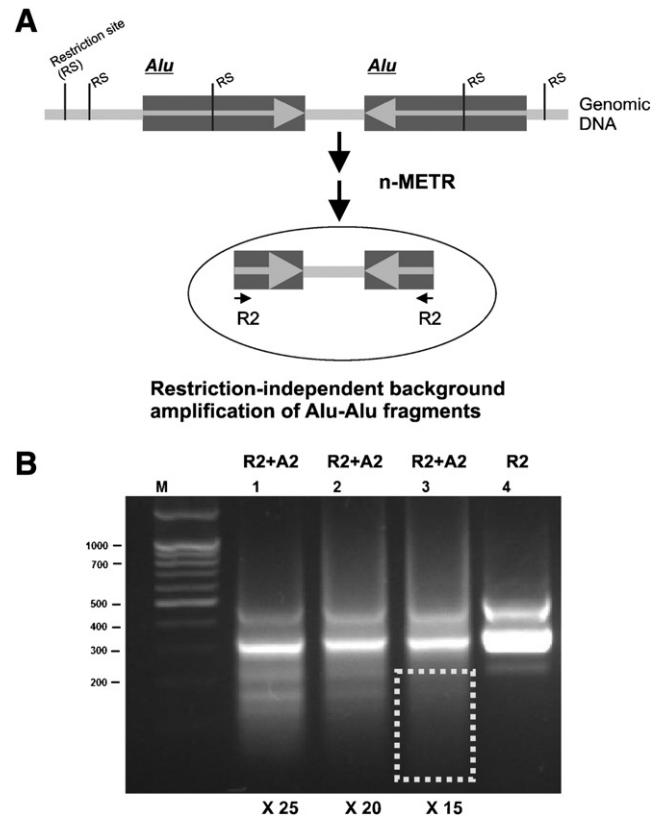 A
Restriction site
(RS)
RS
Alu
RS
Alu
RS
RS
Genomic
DNA
n-METR
R2
R2
Restriction-independent background
amplification of Alu-Alu fragments
B
R2+A2 R2+A2 R2+A2 R2
M 1 2 3 4
1000
700
500
400
300
200
X 25 X 20 X 15